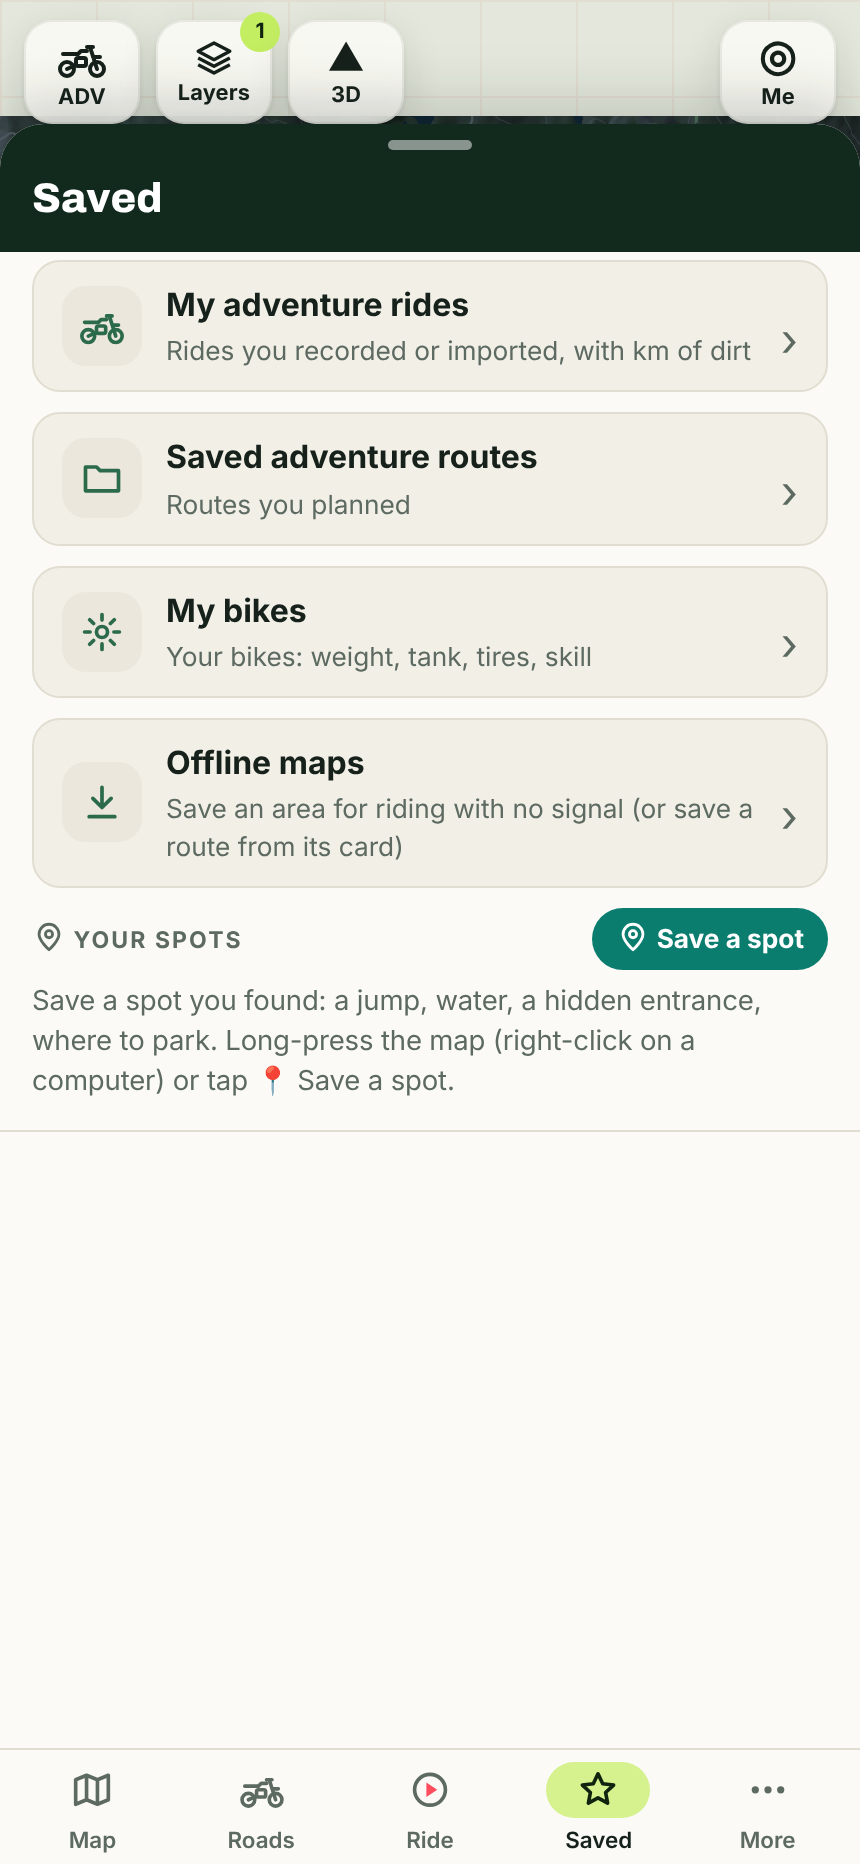 ADV
Layers
1
3D
Me
Saved
My adventure rides
Rides you recorded or imported, with km of dirt
Saved adventure routes
Routes you planned
My bikes
Your bikes: weight, tank, tires, skill
Offline maps
Save an area for riding with no signal (or save a
route from its card)
YOUR SPOTS
Save a spot
Save a spot you found: a jump, water, a hidden entrance,
where to park. Long-press the map (right-click on a
computer) or tap 📍 Save a spot.
Map
Roads
Ride
Saved
More